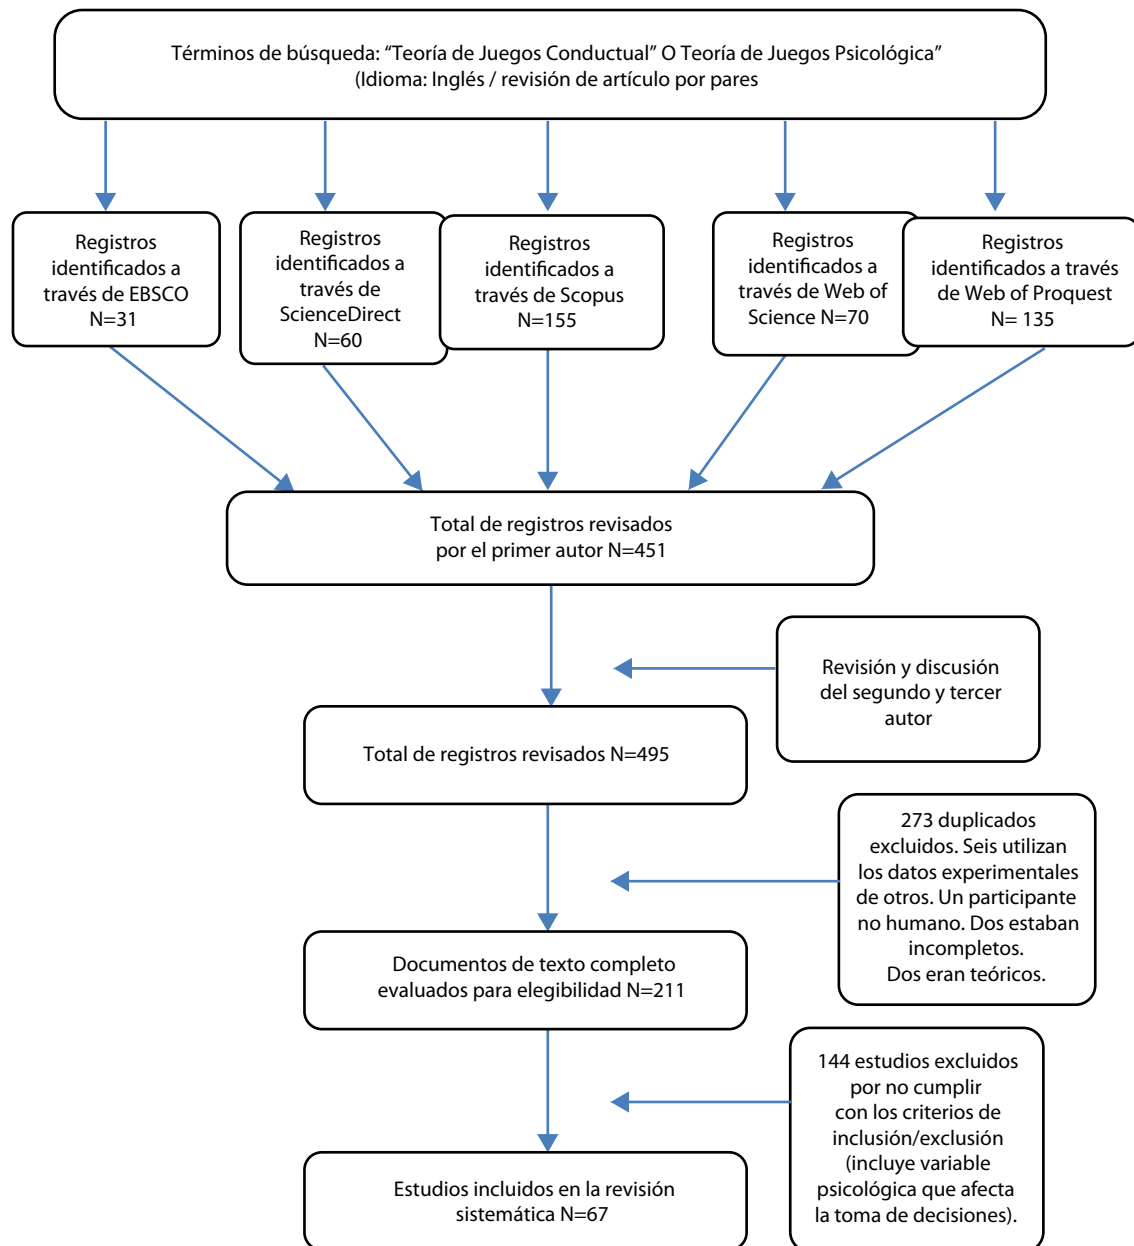 Términos de búsqueda: “Teoría de Juegos Conductual” O Teoría de Juegos Psicológica”
(Idioma: Inglés / revisión de artículo por pares
Registros
identificados a
través de EBSCO
N=31
Registros
identificados a
través de
ScienceDirect
N=60
Registros
identificados a
través de Scopus
N=155
Registros
identificados a
través de Web of
Science N=70
Registros
identificados a través
de Web of Proquest
N= 135
Total de registros revisados
por el primer autor N=451
Revisión y discusión
del segundo y tercer
autor
Total de registros revisados N=495
273 duplicados
excluidos. Seis utilizan
los datos experimentales
de otros. Un participante
no humano. Dos estaban
incompletos.
Dos eran teóricos.
Documentos de texto completo
evaluados para elegibilidad N=211
144 estudios excluidos
por no cumplir
con los criterios de
inclusión/exclusión
(incluye variable
psicológica que afecta
la toma de decisiones).
Estudios incluidos en la revisión
sistemática N=67